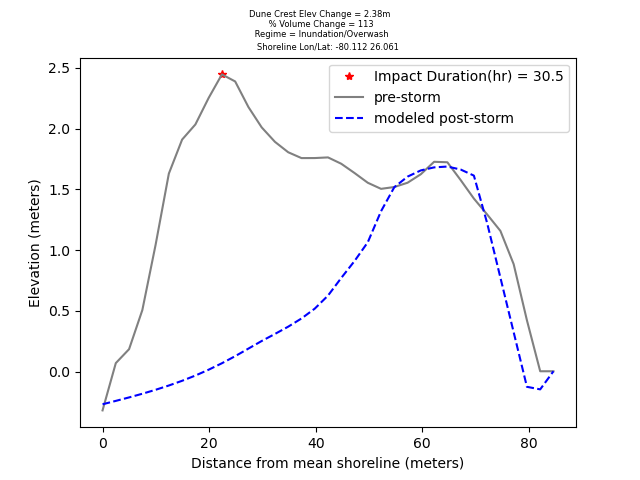 Dune Crest Elev Change = 2.38m
% Volume Change = 113
Regime = Inundation/Overwash
Shoreline Lon/Lat: -80.112 26.061
Impact Duration(hr) = 30.5
pre-storm
modeled post-storm
2.5
2.0
1.5
1.0
0.5
0.0
Elevation (meters)
0 20 40 60 80
Distance from mean shoreline (meters)